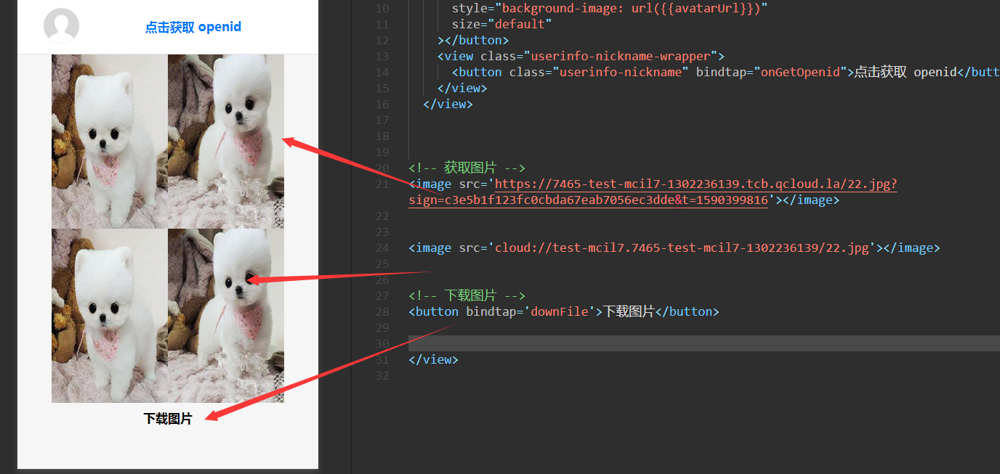 点击获取 openid
下载图片
10 style="background-image: url({{avatarUrl}})"
11 size="default"
12 ></button>
13 <view class="userinfo-nickname-wrapper">
14 <button class="userinfo-nickname" bindtap="onGetOpenid">点击获取 openid</butt
15 </view>
16 </view>
17
18
19
20 <!-- 获取图片 -->
21 <image src='https://7465-test-mcil7-1302236139.tcb.qcloud.la/22.jpg?
sign=c3e5b1f123fc0cbda67eab7056ec3dde&t=1590399816'></image>
22
23
24 <image src='cloud://test-mcil7.7465-test-mcil7-1302236139/22.jpg'></image>
25
26
27 <!-- 下载图片 -->
28 <button bindtap='downFile'>下载图片</button>
29
30
31 </view>
32